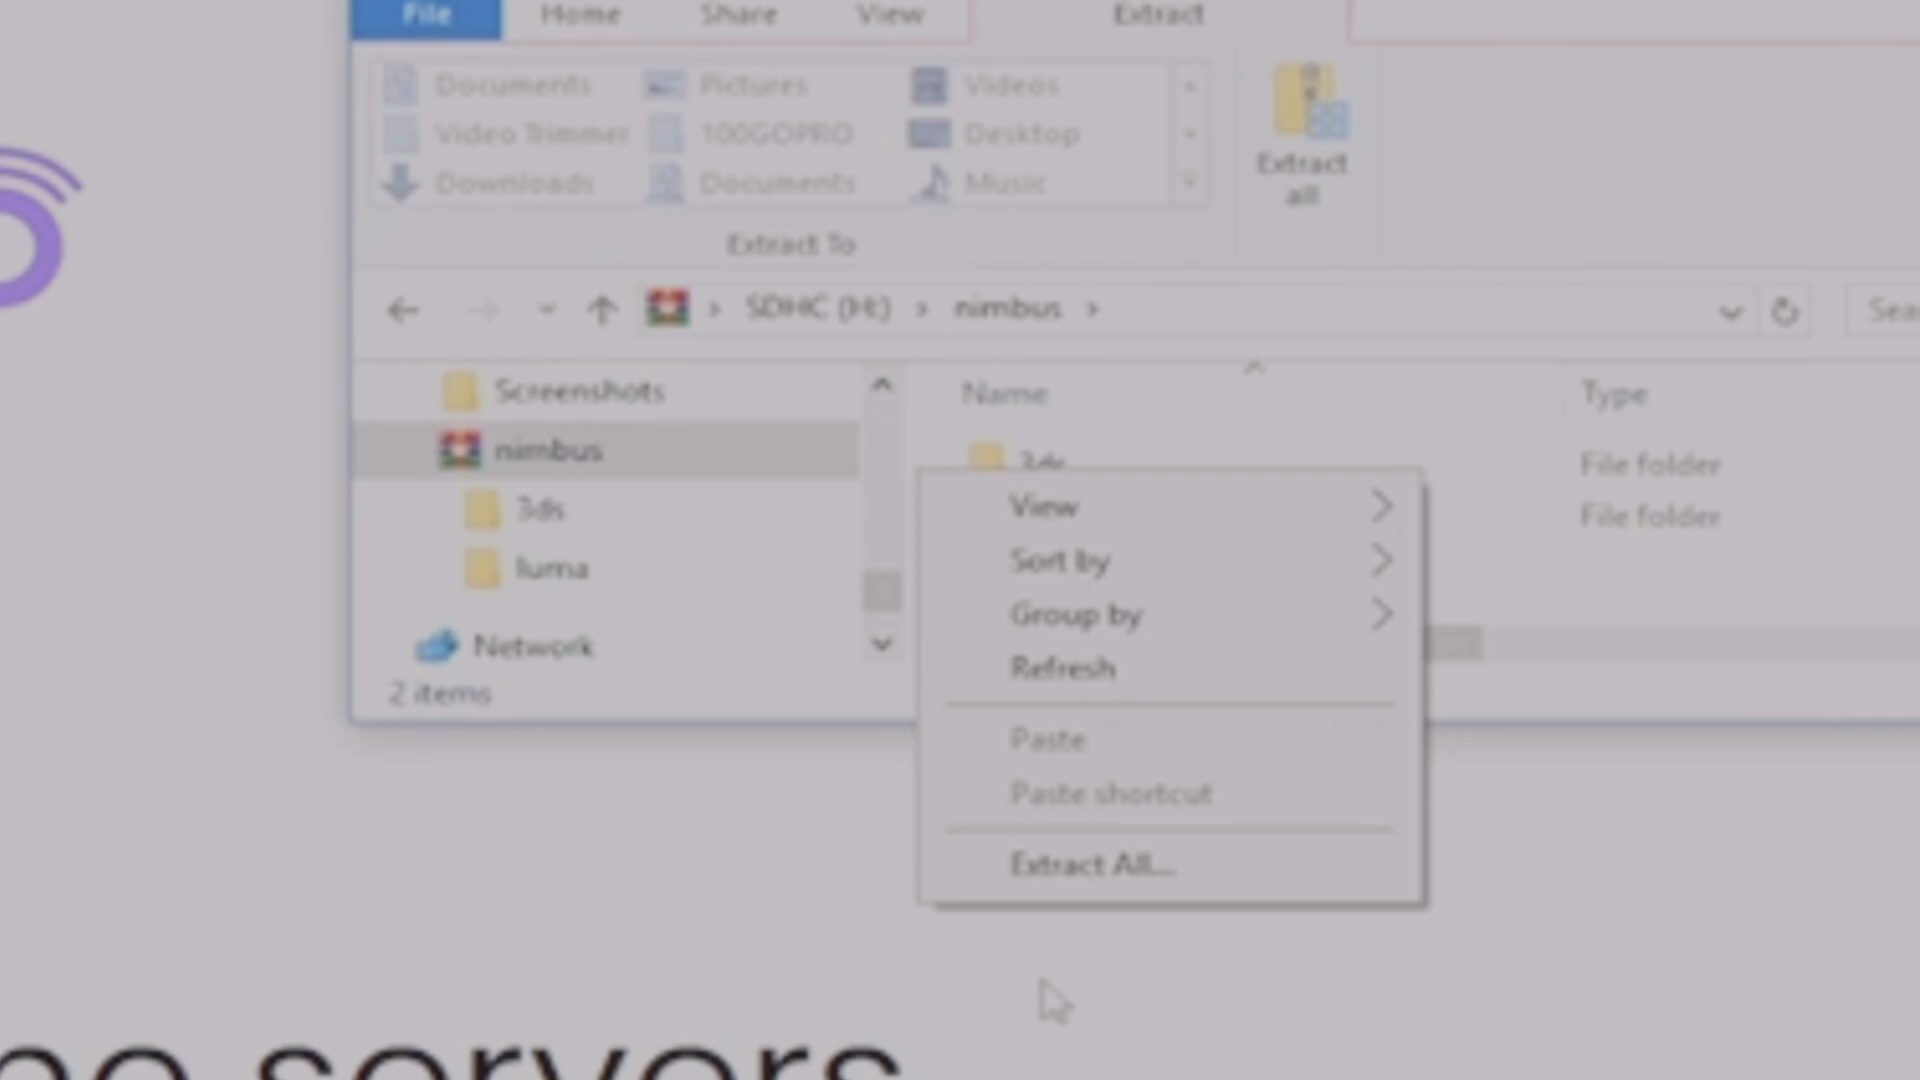 File Home Share View Extract
Documents Pictures Videos
Video Trimmer 100GOPRO Desktop
Downloads Documents Music
Extract all
Extract To
SDHC (H:) > nimbus >
Screenshots
nimbus
3ds
luma
Network
2 items
Name Type
3ds File folder
File folder
View
Sort by
Group by
Refresh
Paste
Paste shortcut
Extract All...
servers